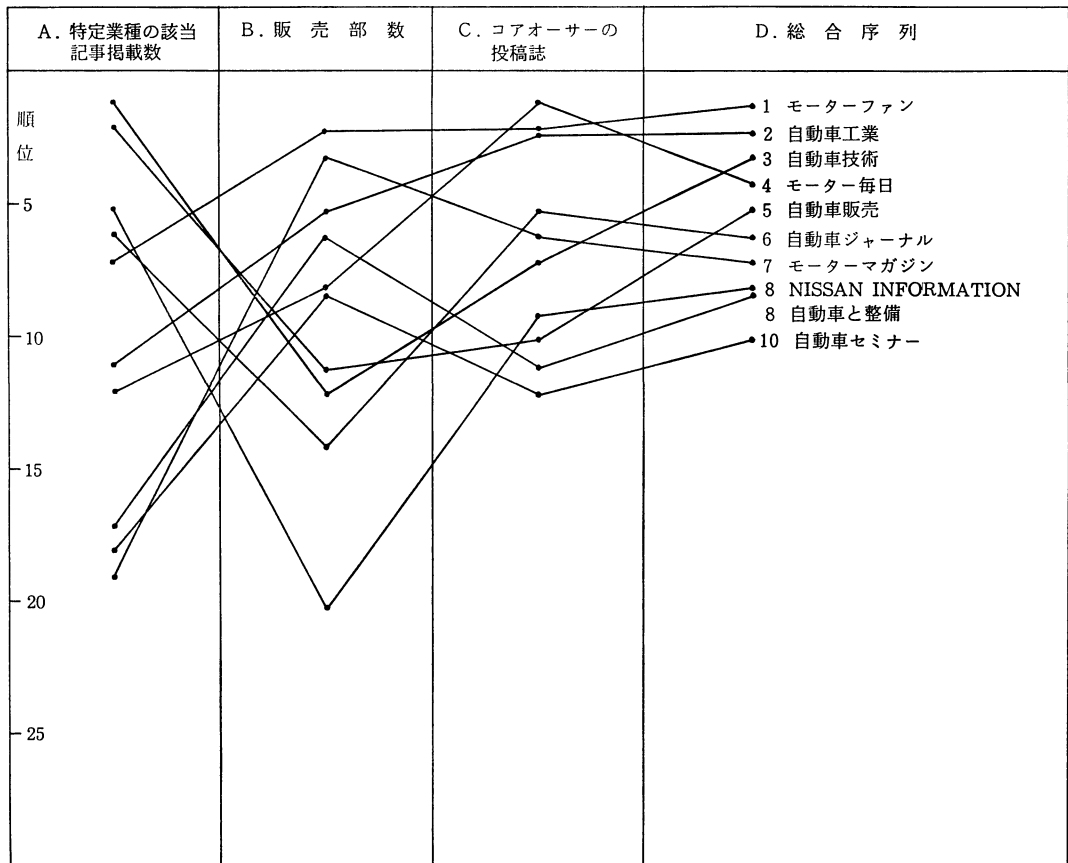 A. 特定業種の該当
記事掲載数
B. 販 売 部 数
C. コアオーサーの
投稿誌
D. 総 合 序 列
順
位
5
10
15
20
25
1 モーターファン
2 自動車工業
3 自動車技術
4 モーター毎日
5 自動車販売
6 自動車ジャーナル
7 モーターマガジン
8 NISSAN INFORMATION
8 自動車と整備
10 自動車セミナー